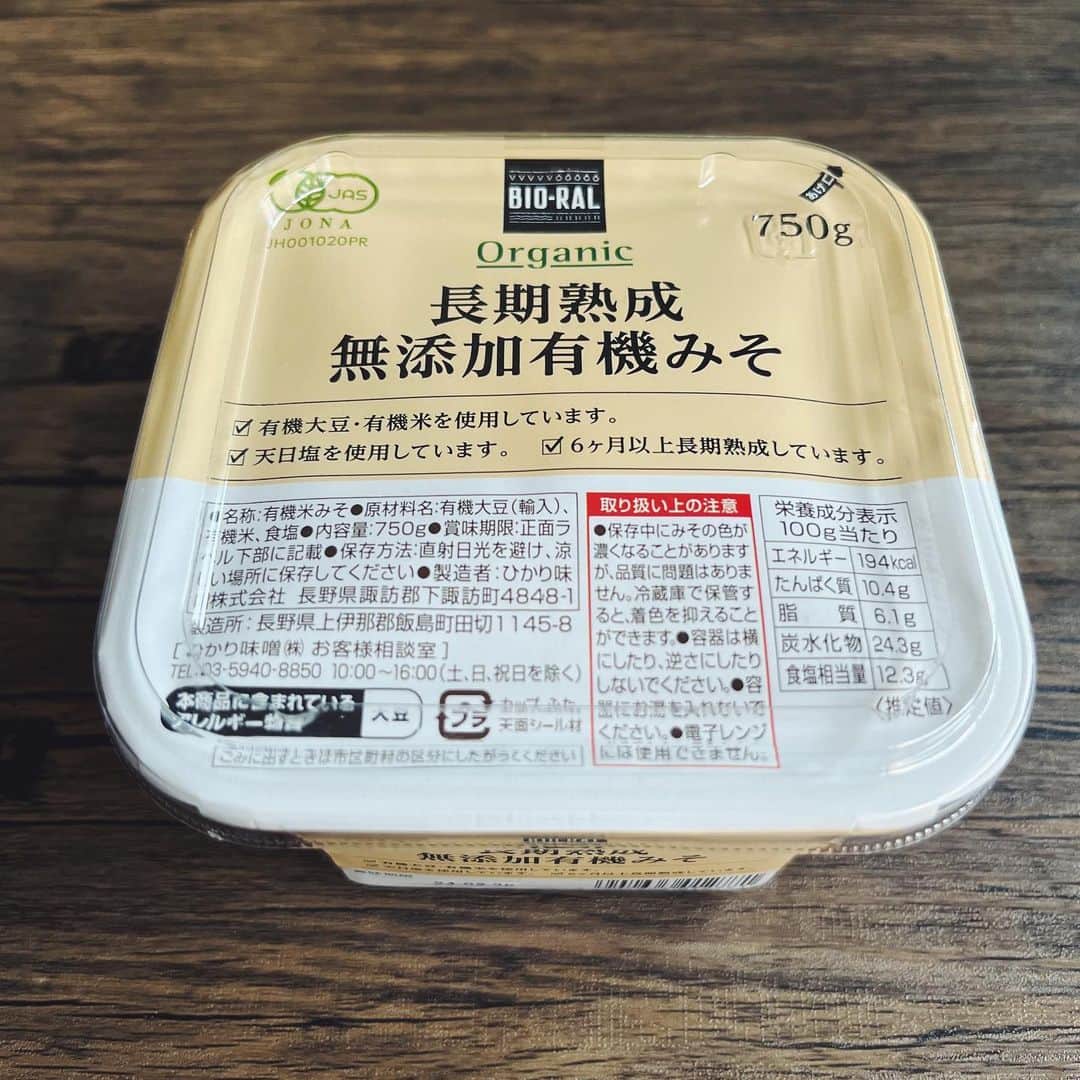 JAS
JONA
JH001020PR
BIO-RAL
あけ口
750g
Organic
長期熟成
無添加有機みそ
有機大豆・有機米を使用しています。
天日塩を使用しています。 6ヶ月以上長期熟成しています。
名称:有機米みそ●原材料名:有機大豆(輸入)、
有機米、食塩●内容量:750g●賞味期限:正面ラ
ベル下部に記載●保存方法:直射日光を避け、涼
しい場所に保存してください●製造者:ひかり味
噌株式会社 長野県諏訪郡下諏訪町4848-1
製造所:長野県上伊那郡飯島町田切1145-8
[ひかり味噌㈱ お客様相談室]
TEL.03-5940-8850 10:00〜16:00(土、日、祝日を除く)
本商品に含まれている
アレルギー物質
大豆
プラ
カップ・ふた
天面シール材
ごみに出すときは市区町村の区分にしたがってください
取り扱い上の注意
●保存中にみその色が
濃くなることがあります
が、品質に問題はありま
せん。冷蔵庫で保管す
ると、着色を抑えること
ができます。●容器は横
にしたり、逆さにしたり
しないでください。●容
器にお湯を入れないで
ください。●電子レンジ
には使用できません。
栄養成分表示
100g当たり
エネルギー 194kcal
たんぱく質 10.4g
脂質 6.1g
炭水化物 24.3g
食塩相当量 12.3g
〈推定値〉
長期熟成
無添加有機みそ